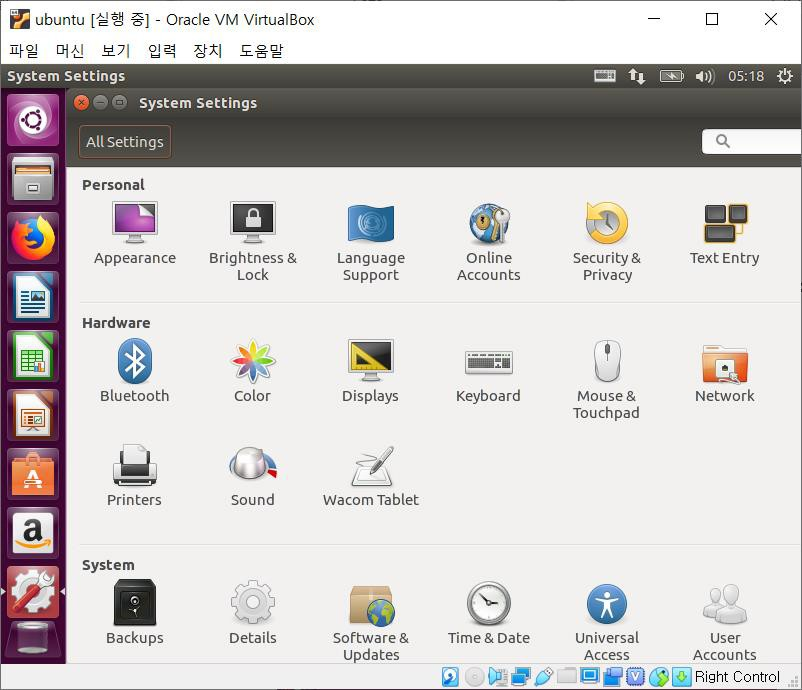 ubuntu [실행 중] - Oracle VM VirtualBox
파일 머신 보기 입력 장치 도움말
System Settings 05:18
System Settings
All Settings
Personal
Appearance
Brightness &
Lock
Language
Support
Online
Accounts
Security &
Privacy
Text Entry
Hardware
Bluetooth
Color
Displays
Keyboard
Mouse &
Touchpad
Network
Printers
Sound
Wacom Tablet
System
Backups
Details
Software &
Updates
Time & Date
Universal
Access
User
Accounts
Right Control